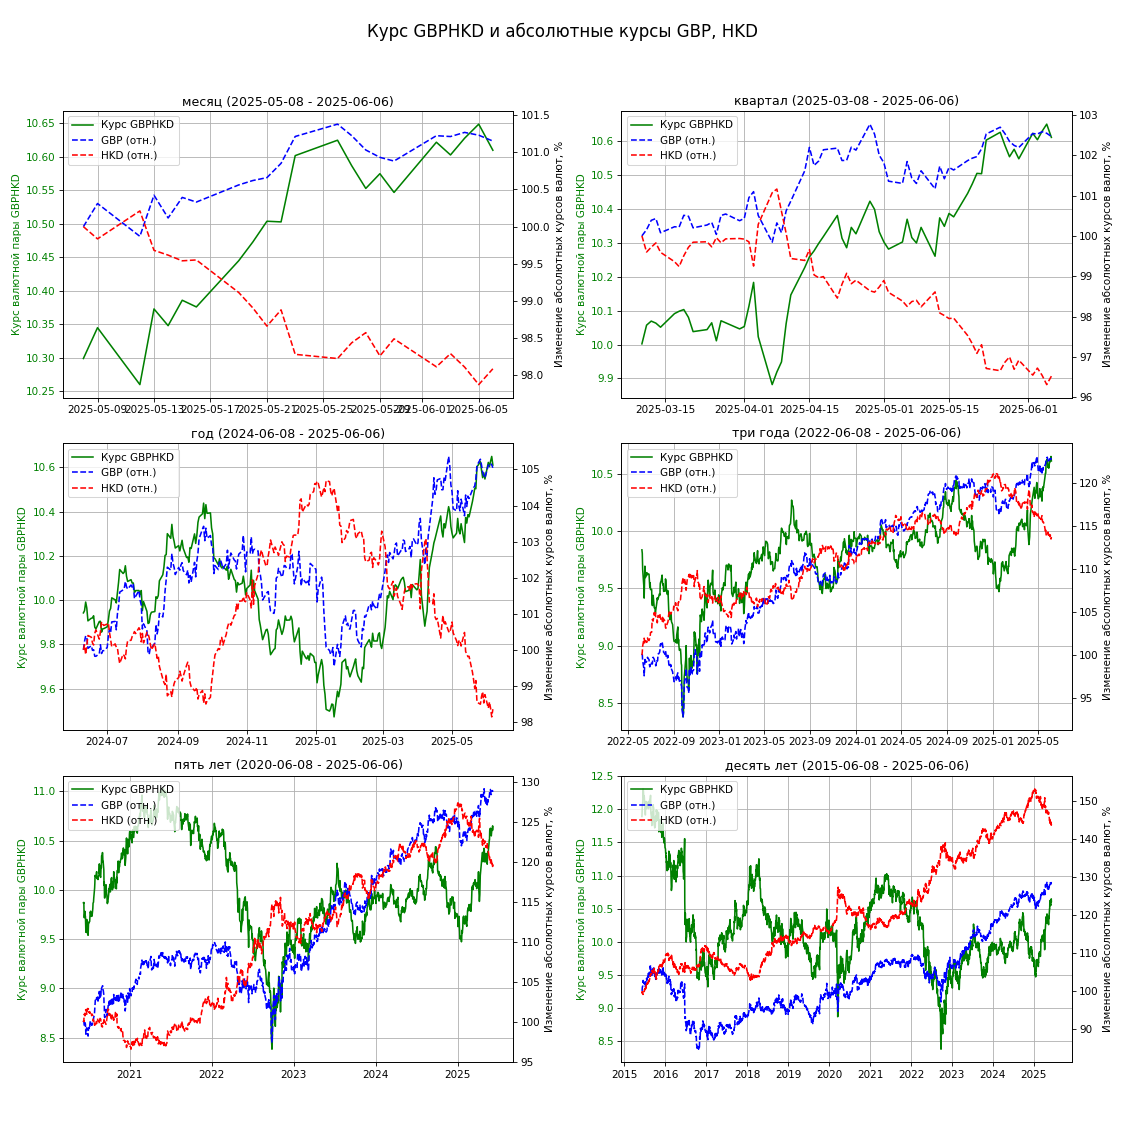 Курс GBPHKD и абсолютные курсы GBP, HKD
месяц (2025-05-08 - 2025-06-06)
Курс GBPHKD
GBP (отн.)
HKD (отн.)
Курс валютной пары GBPHKD
Изменение абсолютных курсов валют, %
10.65
10.60
10.55
10.50
10.45
10.40
10.35
10.30
10.25
101.5
101.0
100.5
100.0
99.5
99.0
98.5
98.0
2025-05-09 2025-05-13 2025-05-17 2025-05-21 2025-05-25 2025-05-29 2025-06-01 2025-06-05
квартал (2025-03-08 - 2025-06-06)
Курс GBPHKD
GBP (отн.)
HKD (отн.)
Курс валютной пары GBPHKD
Изменение абсолютных курсов валют, %
10.6
10.5
10.4
10.3
10.2
10.1
10.0
9.9
103
102
101
100
99
98
97
96
2025-03-15 2025-04-01 2025-04-15 2025-05-01 2025-05-15 2025-06-01
год (2024-06-08 - 2025-06-06)
Курс GBPHKD
GBP (отн.)
HKD (отн.)
Курс валютной пары GBPHKD
Изменение абсолютных курсов валют, %
10.6
10.4
10.2
10.0
9.8
9.6
105
104
103
102
101
100
99
98
2024-07 2024-09 2024-11 2025-01 2025-03 2025-05
три года (2022-06-08 - 2025-06-06)
Курс GBPHKD
GBP (отн.)
HKD (отн.)
Курс валютной пары GBPHKD
Изменение абсолютных курсов валют, %
10.5
10.0
9.5
9.0
8.5
120
115
110
105
100
95
2022-05 2022-09 2023-01 2023-05 2023-09 2024-01 2024-05 2024-09 2025-01 2025-05
пять лет (2020-06-08 - 2025-06-06)
Курс GBPHKD
GBP (отн.)
HKD (отн.)
Курс валютной пары GBPHKD
Изменение абсолютных курсов валют, %
11.0
10.5
10.0
9.5
9.0
8.5
130
125
120
115
110
105
100
95
2021 2022 2023 2024 2025
десять лет (2015-06-08 - 2025-06-06)
Курс GBPHKD
GBP (отн.)
HKD (отн.)
Курс валютной пары GBPHKD
Изменение абсолютных курсов валют, %
12.5
12.0
11.5
11.0
10.5
10.0
9.5
9.0
8.5
150
140
130
120
110
100
90
2015 2016 2017 2018 2019 2020 2021 2022 2023 2024 2025